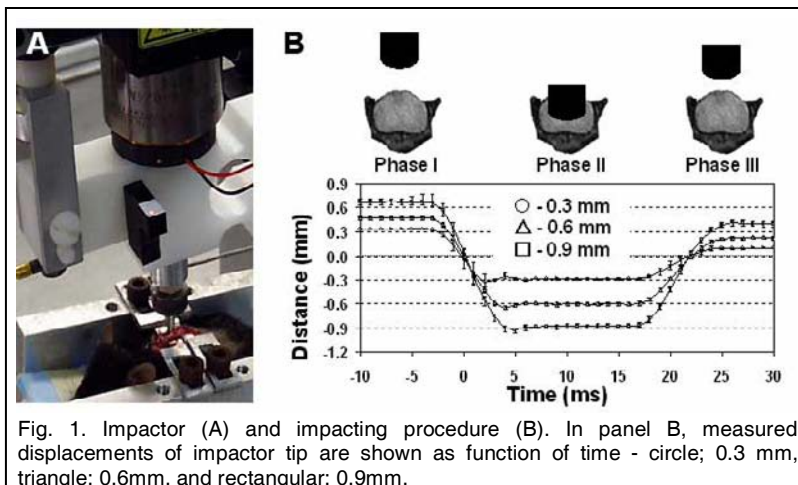 A
B
Phase I Phase II Phase III
0.9
0.6
0.3
0.0
-0.3
-0.6
-0.9
-1.2
Distance (mm)
○ - 0.3 mm
△ - 0.6 mm
□ - 0.9 mm
-10 -5 0 5 10 15 20 25 30
Time (ms)
Fig. 1. Impactor (A) and impacting procedure (B). In panel B, measured
displacements of impactor tip are shown as function of time - circle; 0.3 mm,
triangle: 0.6mm, and rectangular: 0.9mm.